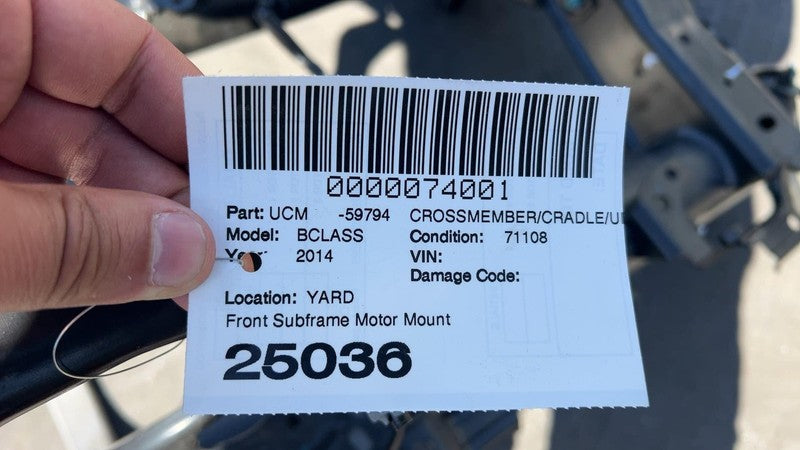 0000074001
Part: UCM -59794 CROSSMEMBER/CRADLE/U
Model: BCLASS Condition: 71108
2014 VIN:
Damage Code:
Location: YARD
Front Subframe Motor Mount
25036